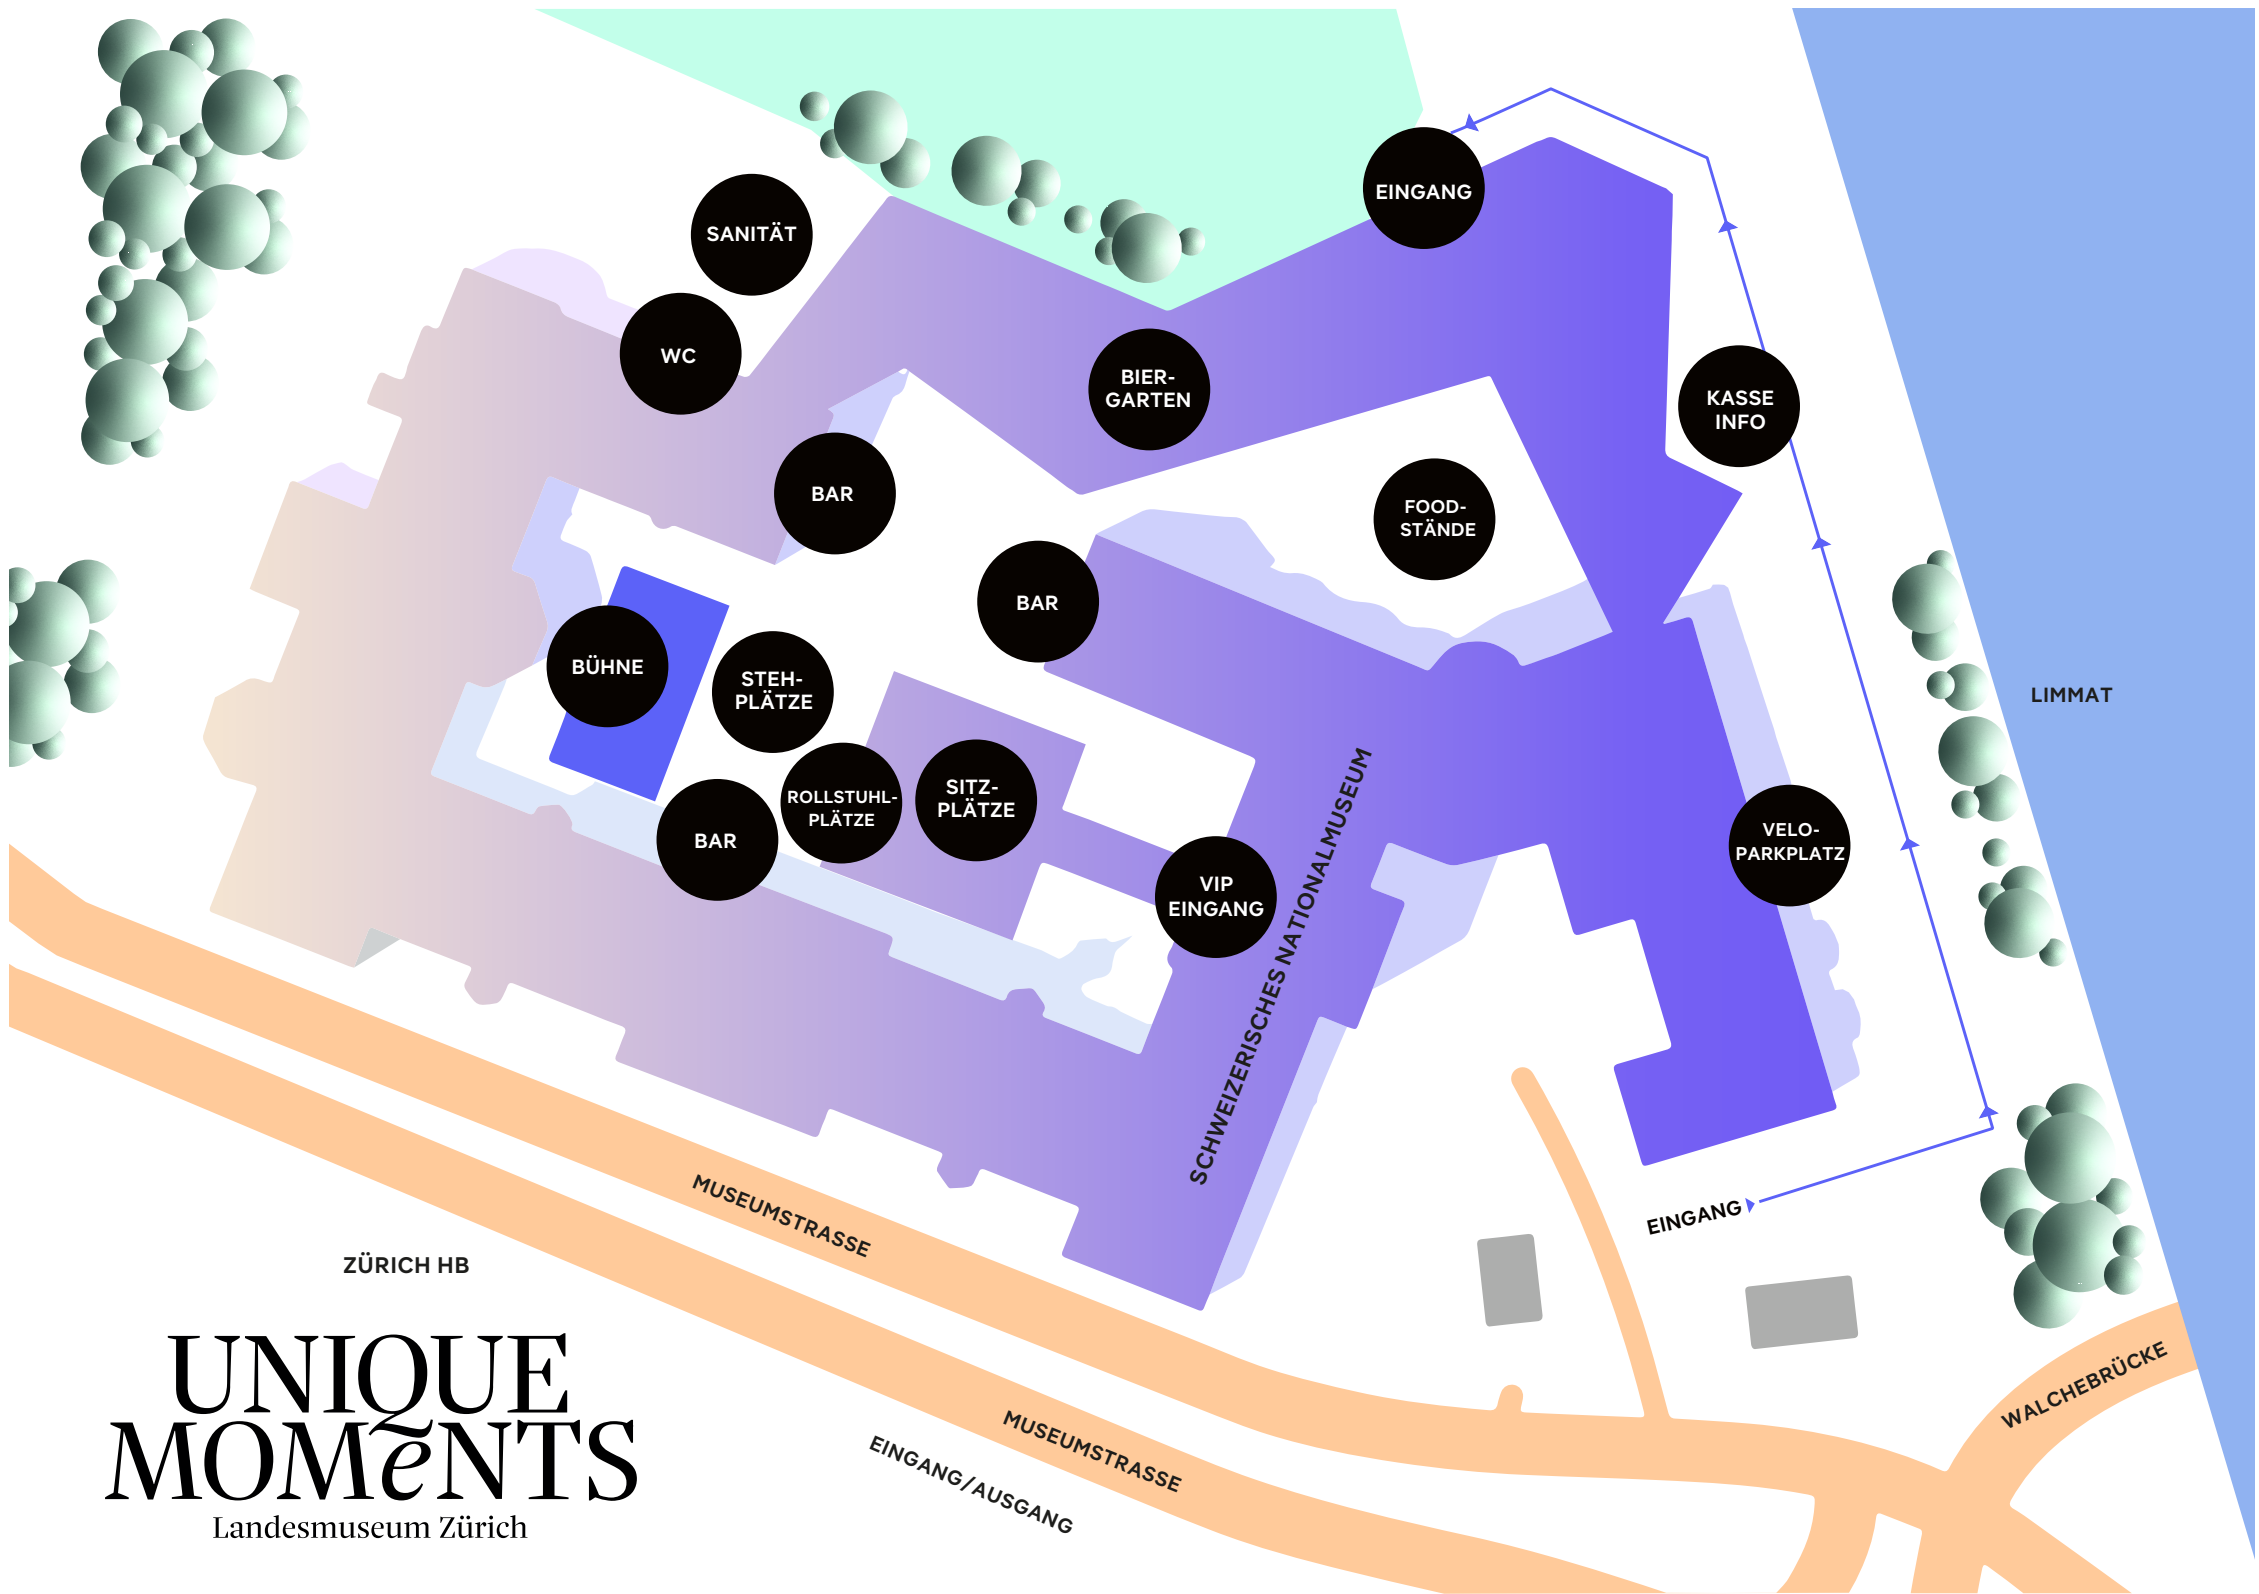 EINGANG
SANITÄT
WC
BIER-
GARTEN
KASSE
INFO
BAR
FOOD-
STÄNDE
BAR
BÜHNE
STEH-
PLÄTZE
LIMMAT
ROLLSTUHL-
PLÄTZE
SITZ-
PLÄTZE
BAR
VELO-
PARKPLATZ
VIP
EINGANG
SCHWEIZERISCHES NATIONALMUSEUM
EINGANG
MUSEUMSTRASSE
ZÜRICH HB
WALCHEBRÜCKE
MUSEUMSTRASSE
EINGANG/AUSGANG
UNIQUE
MOMeNTS
Landesmuseum Zürich